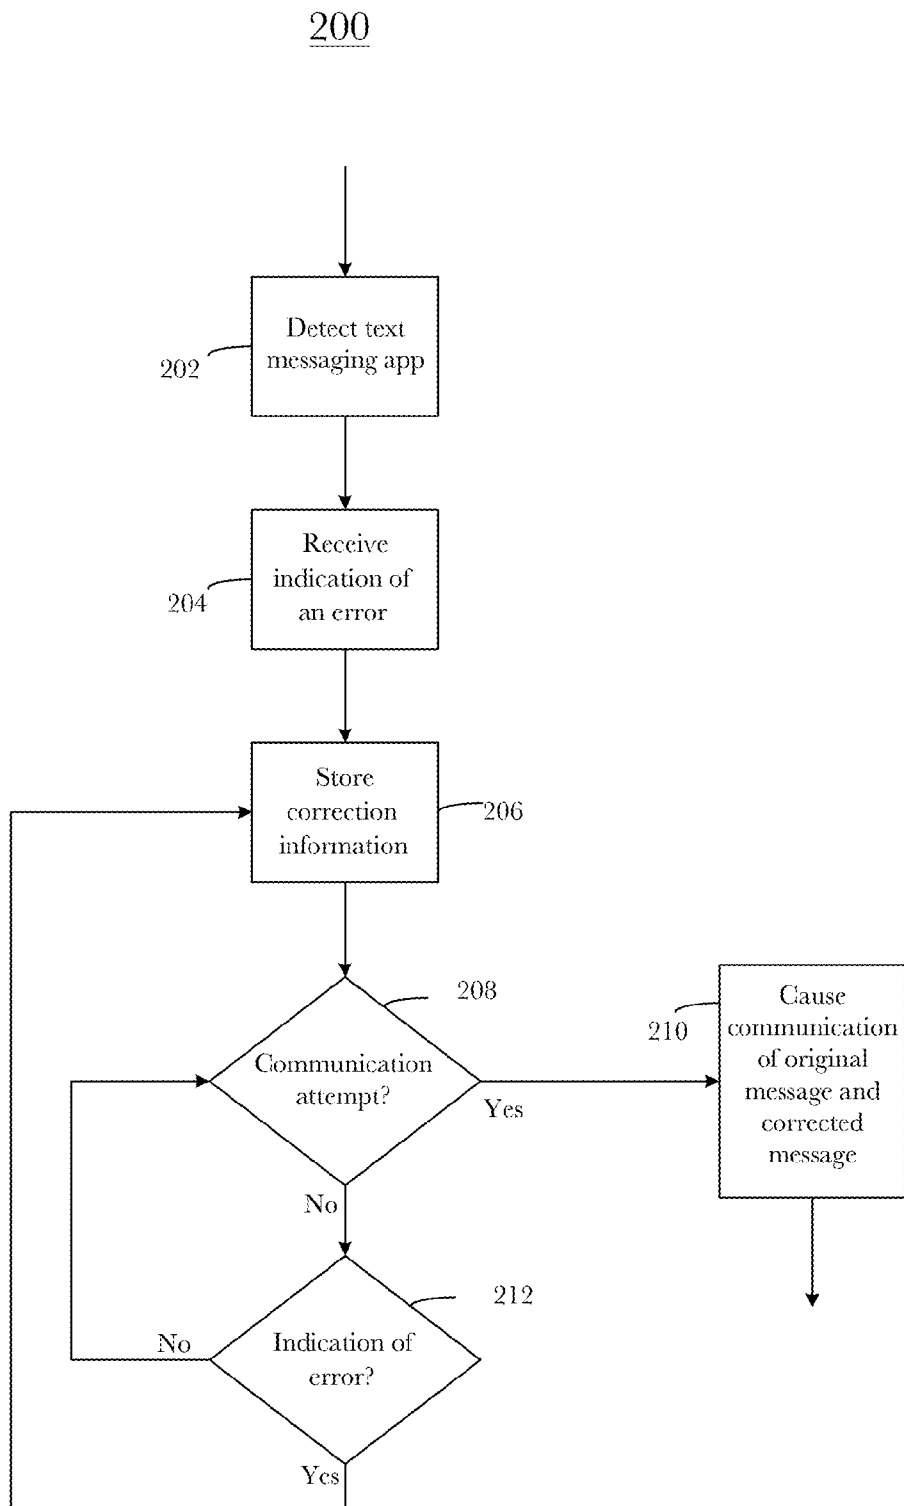 200
Detect text
messaging app
202
Receive
indication of
an error
204
Store
correction
information
206
208
Communication
attempt?
Yes
No
210
Cause
communication
of original
message and
corrected
message
212
Indication of
error?
No
Yes